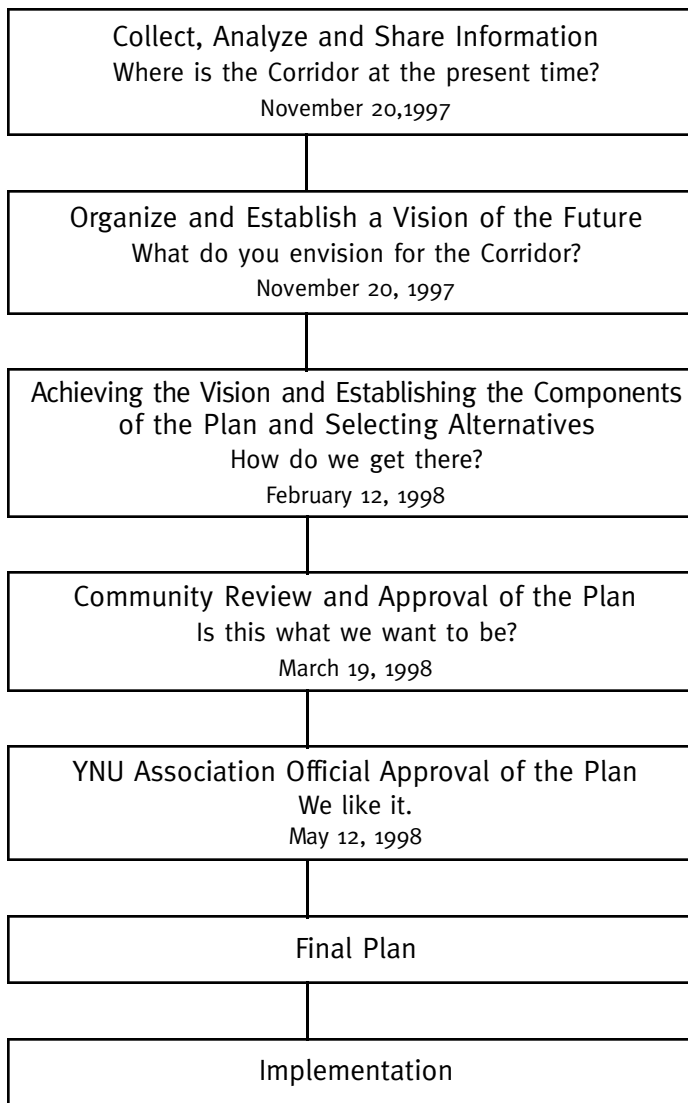 Collect, Analyze and Share Information
Where is the Corridor at the present time?
November 20,1997
Organize and Establish a Vision of the Future
What do you envision for the Corridor?
November 20, 1997
Achieving the Vision and Establishing the Components
of the Plan and Selecting Alternatives
How do we get there?
February 12, 1998
Community Review and Approval of the Plan
Is this what we want to be?
March 19, 1998
YNU Association Official Approval of the Plan
We like it.
May 12, 1998
Final Plan
Implementation